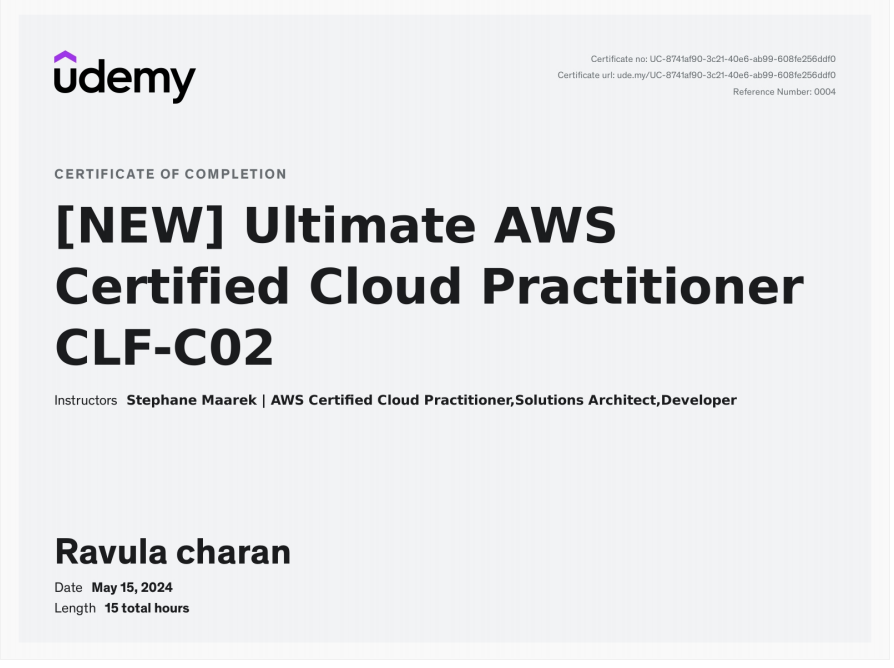 udemy
Certificate no: UC-8741af90-3c21-40e6-ab99-608fe256ddf0
Certificate url: ude.my/UC-8741af90-3c21-40e6-ab99-608fe256ddf0
Reference Number: 0004
CERTIFICATE OF COMPLETION
[NEW] Ultimate AWS
Certified Cloud Practitioner
CLF-C02
Instructors Stephane Maarek | AWS Certified Cloud Practitioner,Solutions Architect,Developer
Ravula charan
Date May 15, 2024
Length 15 total hours